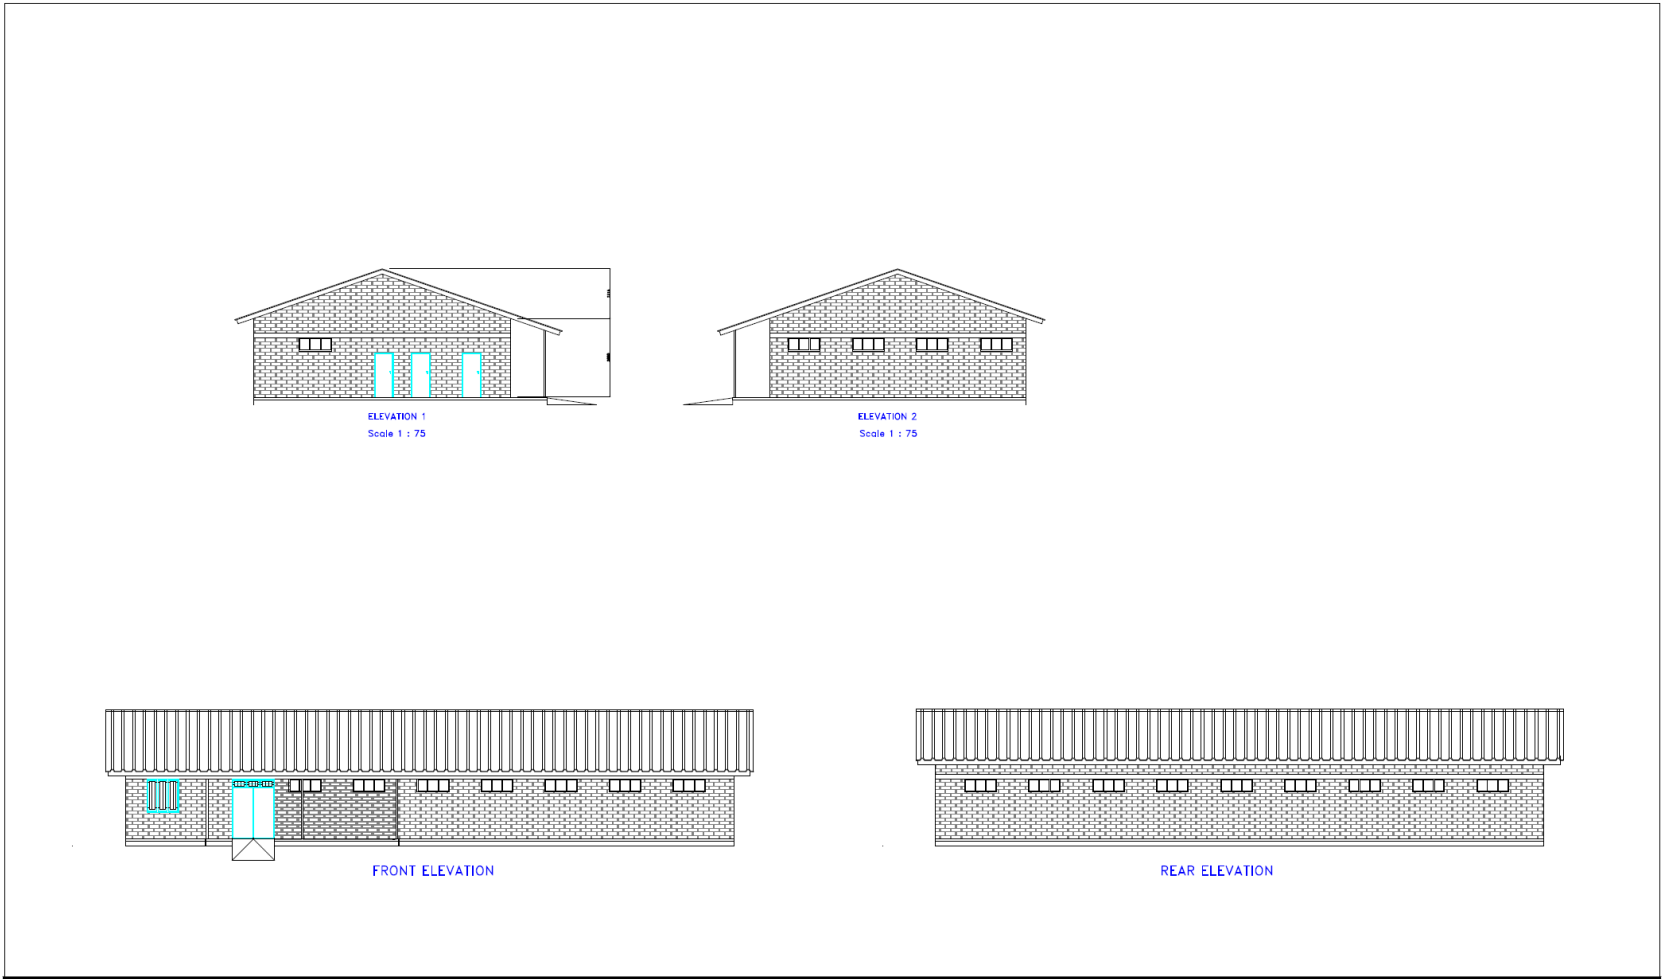 ELEVATION 1
Scale 1 : 75
ELEVATION 2
Scale 1 : 75
FRONT ELEVATION
REAR ELEVATION